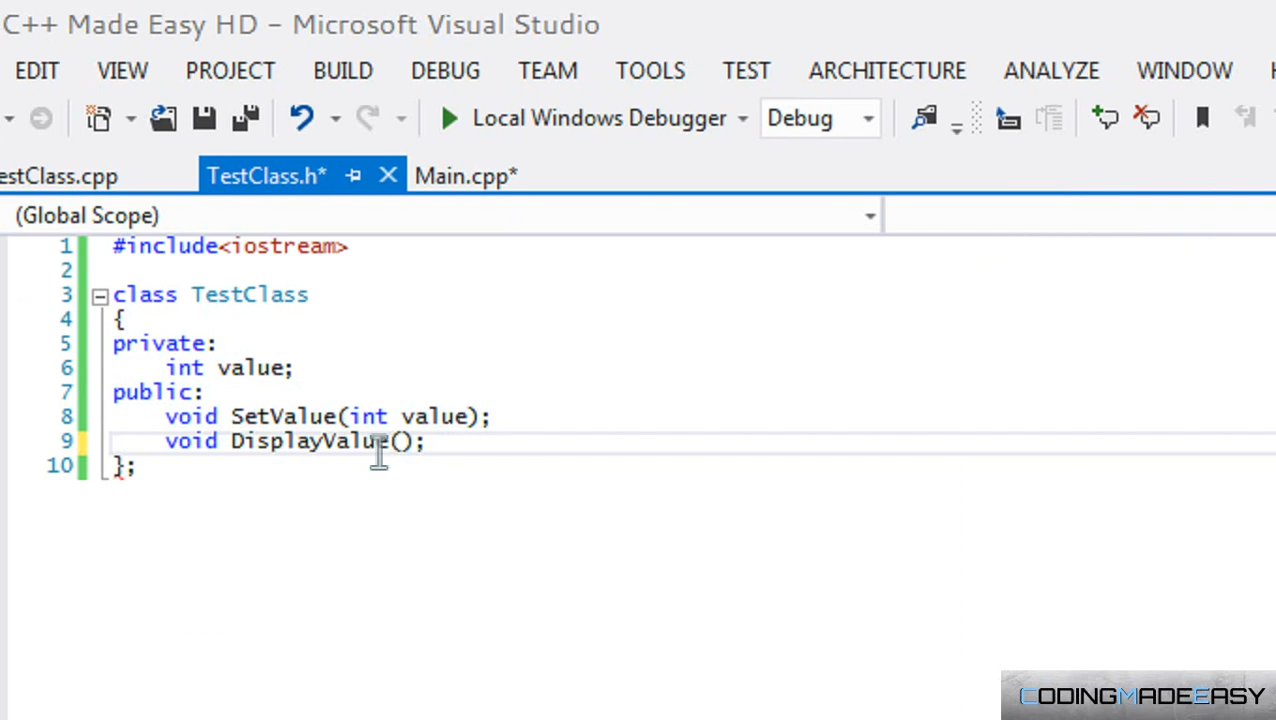 C++ Made Easy HD - Microsoft Visual Studio
EDIT VIEW PROJECT BUILD DEBUG TEAM TOOLS TEST ARCHITECTURE ANALYZE WINDOW
Local Windows Debugger Debug
estClass.cpp TestClass.h* Main.cpp*
(Global Scope)
1 #include<iostream>
2
3 class TestClass
4 {
5 private:
6 int value;
7 public:
8 void SetValue(int value);
9 void DisplayValue();
10 };
CODINGMADEEASY